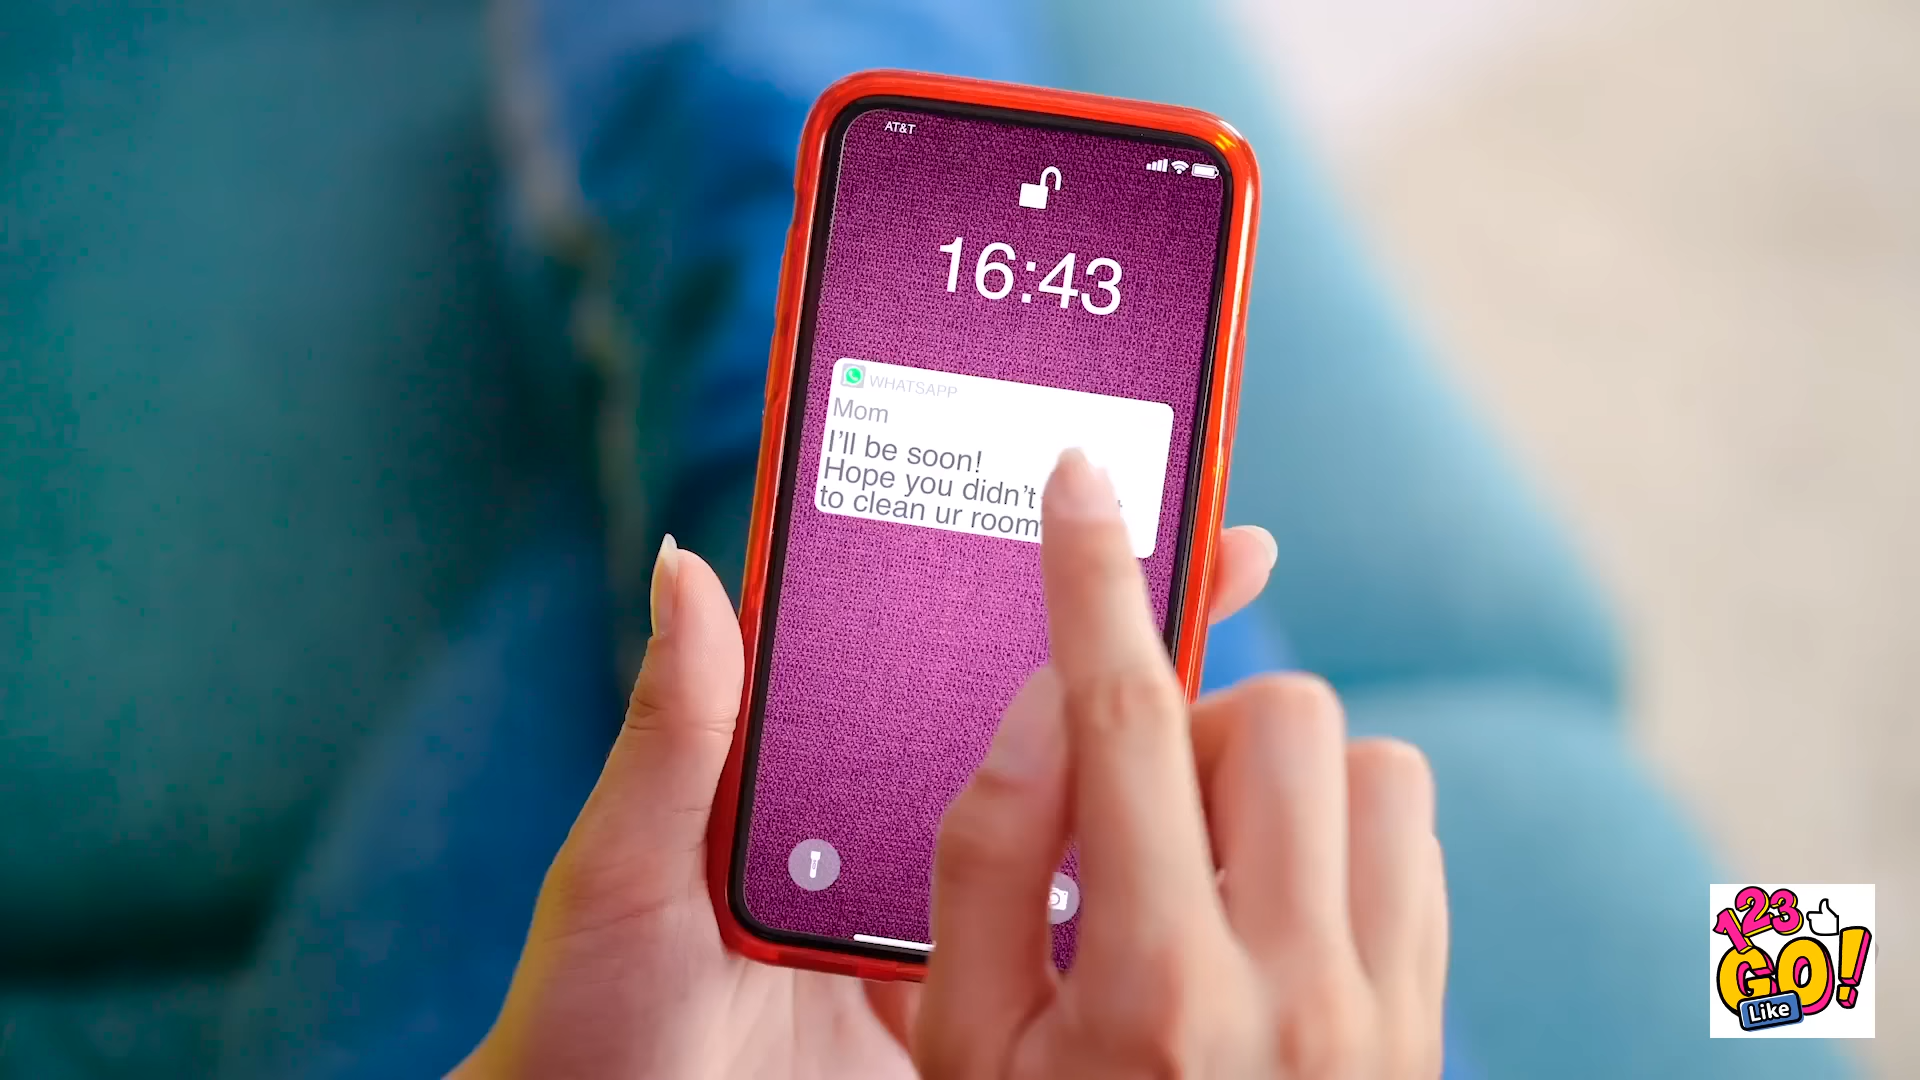 AT&T
16:43
WHATSAPP
Mom
I'll be soon!
Hope you didn't
to clean ur room
123
GO!
Like